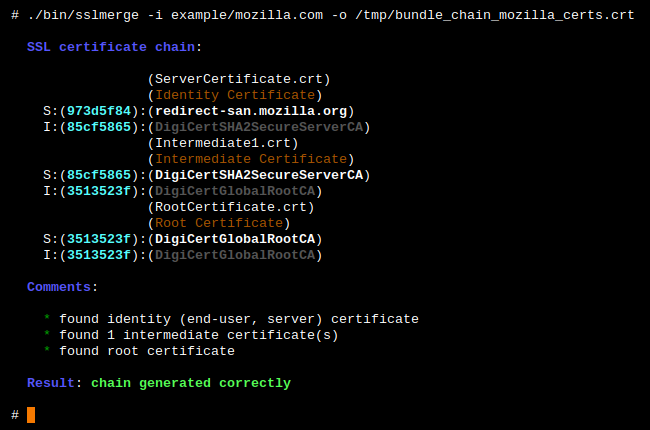 # ./bin/sslmerge -i example/mozilla.com -o /tmp/bundle_chain_mozilla_certs.crt
SSL certificate chain:
(ServerCertificate.crt)
(Identity Certificate)
S:(973d5f84):(redirect-san.mozilla.org)
I:(85cf5865):(DigiCertSHA2SecureServerCA)
(Intermediate1.crt)
(Intermediate Certificate)
S:(85cf5865):(DigiCertSHA2SecureServerCA)
I:(3513523f):(DigiCertGlobalRootCA)
(RootCertificate.crt)
(Root Certificate)
S:(3513523f):(DigiCertGlobalRootCA)
I:(3513523f):(DigiCertGlobalRootCA)
Comments:
* found identity (end-user, server) certificate
* found 1 intermediate certificate(s)
* found root certificate
Result: chain generated correctly
#